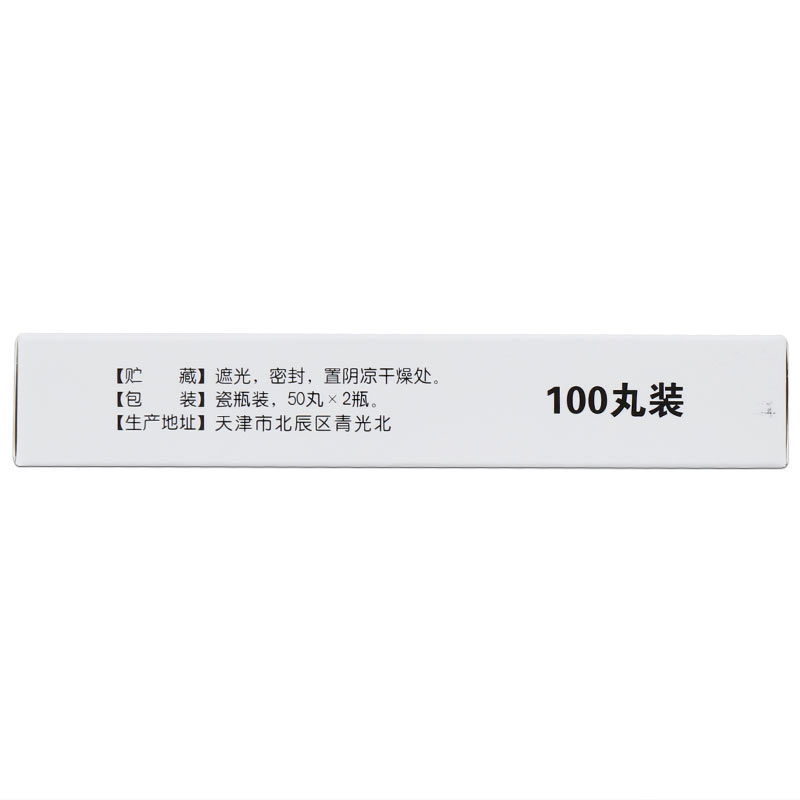 【贮　　藏】遮光，密封，置阴凉干燥处。
【包　　装】瓷瓶装，50丸×2瓶。
【生产地址】天津市北辰区青光北
100丸装